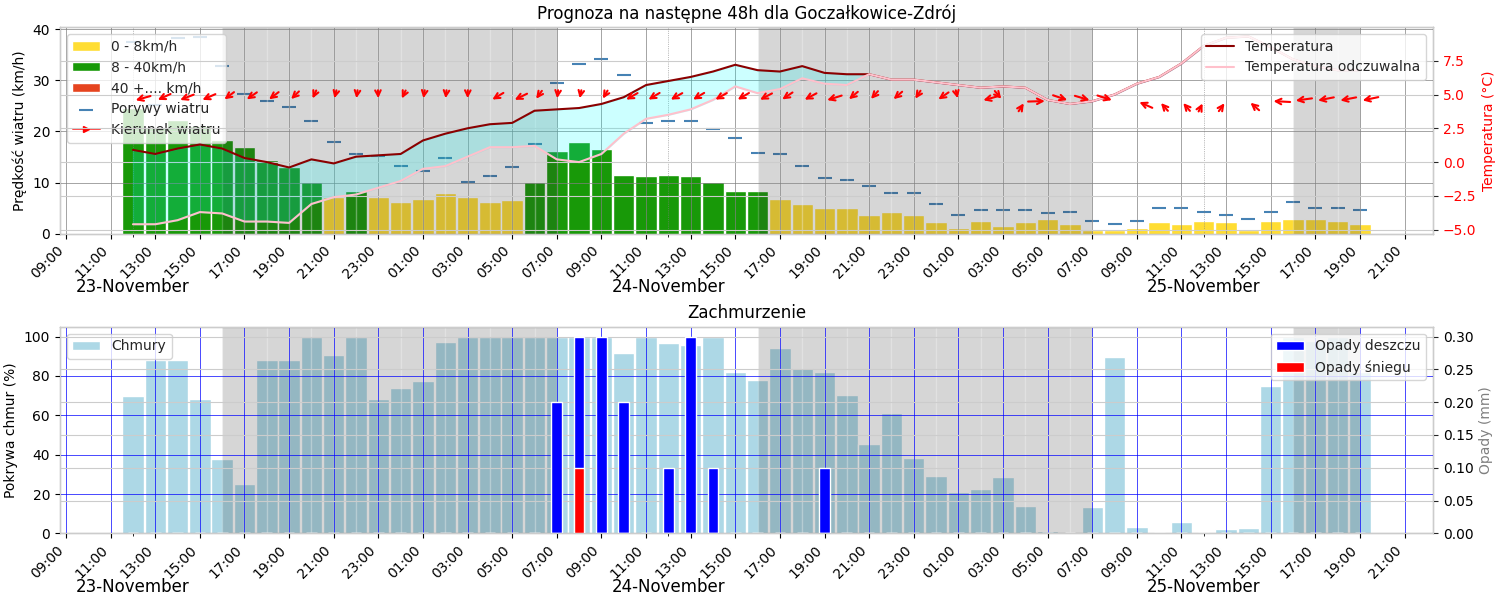 Prognoza na następne 48h dla Goczałkowice-Zdrój
0 - 8km/h
8 - 40km/h
40 +.... km/h
Porywy wiatru
Kierunek wiatru
Temperatura
Temperatura odczuwalna
Prędkość wiatru (km/h)
40
30
20
10
0
7.5
5.0
2.5
0.0
−2.5
−5.0
Temperatura (°C)
09:00 11:00 13:00 15:00 17:00 19:00 21:00 23:00 01:00 03:00 05:00 07:00 09:00 11:00 13:00 15:00 17:00 19:00 21:00 23:00 01:00 03:00 05:00 07:00 09:00 11:00 13:00 15:00 17:00 19:00 21:00
23-November 24-November 25-November
Zachmurzenie
Chmury
Opady deszczu
Opady śniegu
Pokrywa chmur (%)
100
80
60
40
20
0
0.30
0.25
0.20
0.15
0.10
0.05
0.00
Opady (mm)
09:00 11:00 13:00 15:00 17:00 19:00 21:00 23:00 01:00 03:00 05:00 07:00 09:00 11:00 13:00 15:00 17:00 19:00 21:00 23:00 01:00 03:00 05:00 07:00 09:00 11:00 13:00 15:00 17:00 19:00 21:00
23-November 24-November 25-November